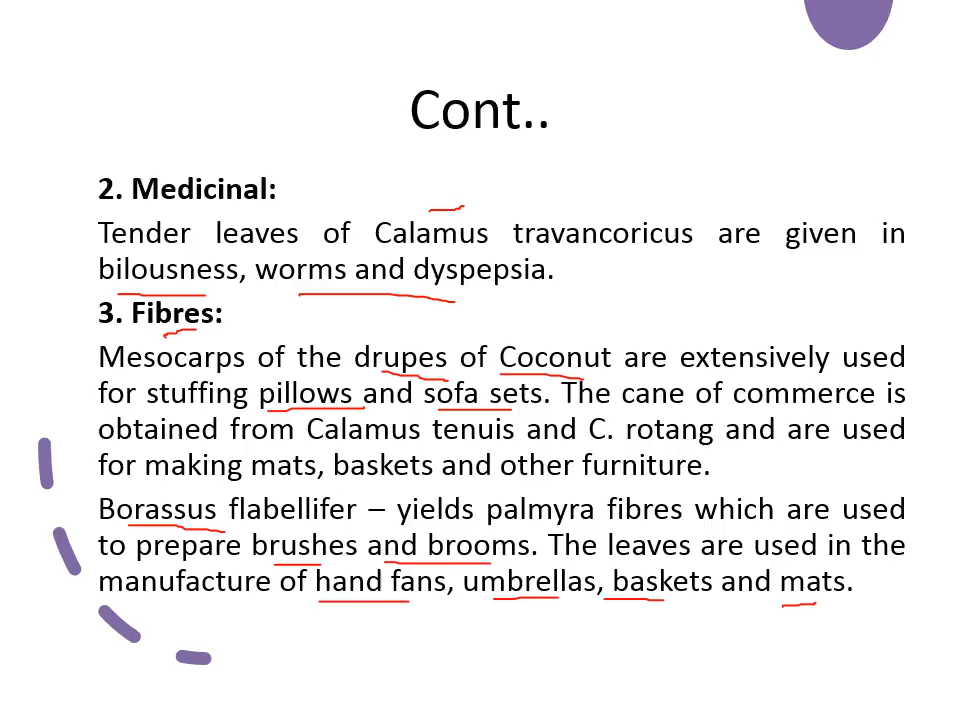 Cont..
2. Medicinal:
Tender leaves of Calamus travancoricus are given in
bilousness, worms and dyspepsia.
3. Fibres:
Mesocarps of the drupes of Coconut are extensively used
for stuffing pillows and sofa sets. The cane of commerce is
obtained from Calamus tenuis and C. rotang and are used
for making mats, baskets and other furniture.
Borassus flabellifer – yields palmyra fibres which are used
to prepare brushes and brooms. The leaves are used in the
manufacture of hand fans, umbrellas, baskets and mats.